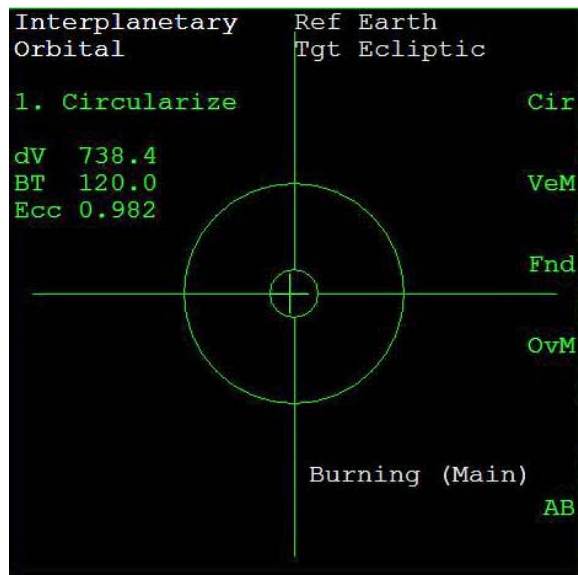 Interplanetary Ref Earth
Orbital Tgt Ecliptic
1. Circularize Cir
dV 738.4
BT 120.0 VeM
Ecc 0.982
Fnd
OvM
Burning (Main)
AB